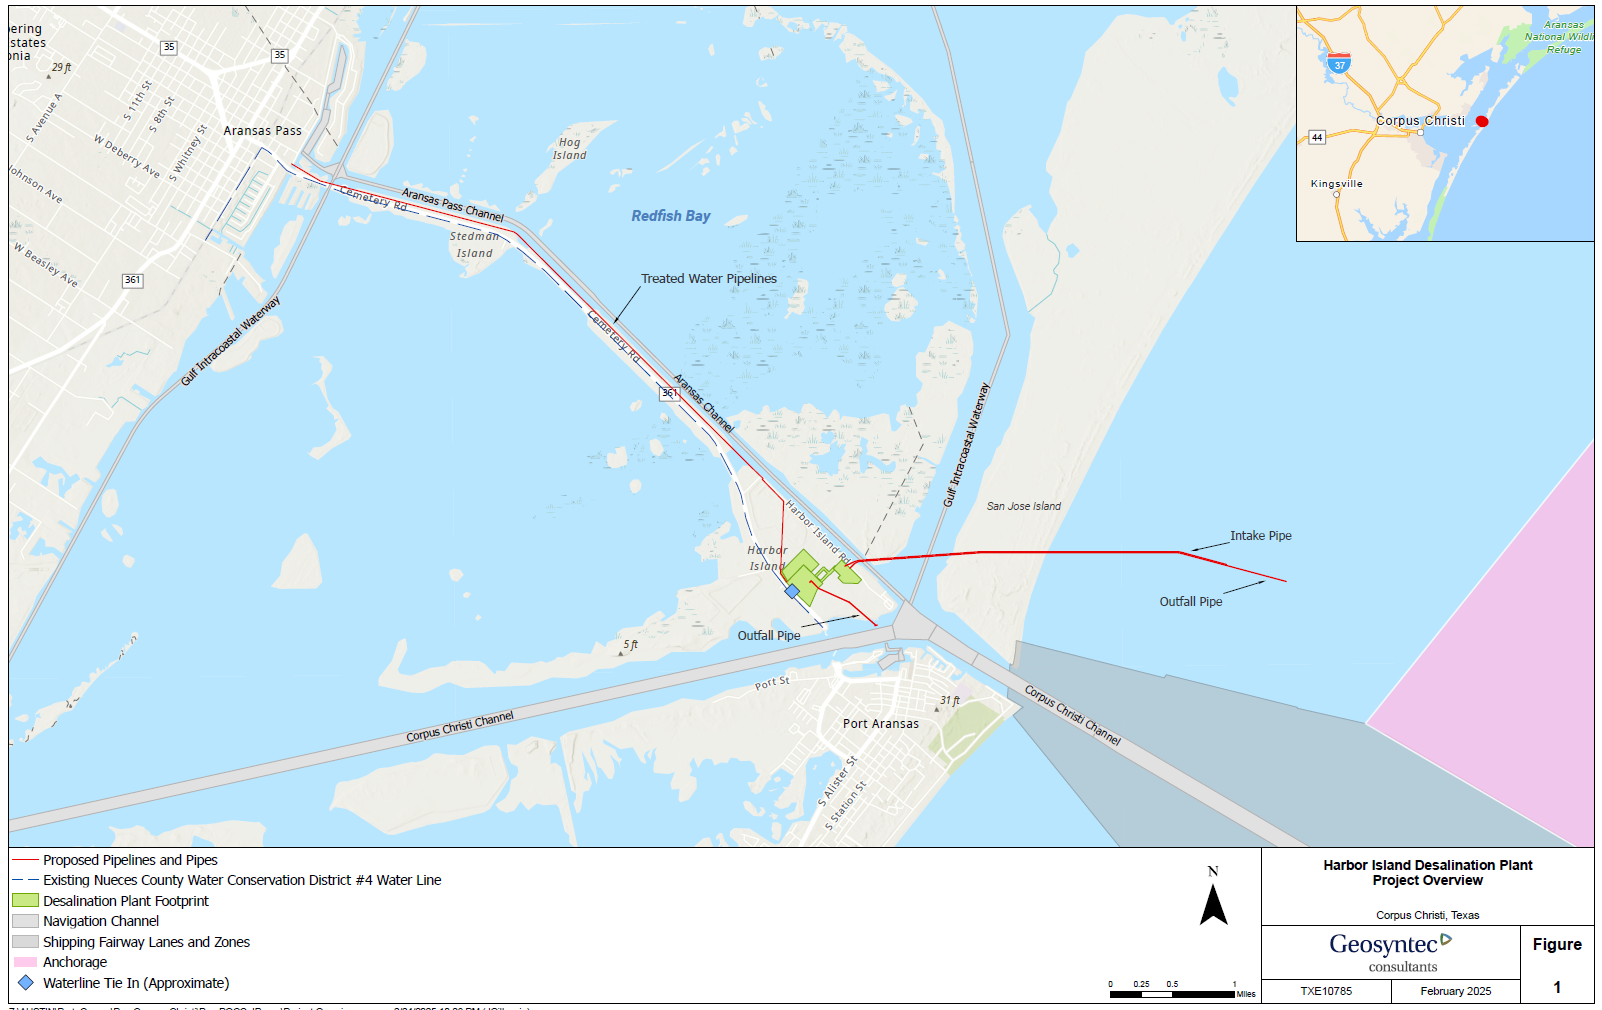 ering
states
onia
29 ft
35
35
S Avenue A
S 11th St
S 8th St
S Whitney St
W Deberry Ave
Johnson Ave
W Beasley Ave
361
Aransas Pass
Hog
Island
Cemetery Rd
Aransas Pass Channel
Redfish Bay
Stedman
Island
Treated Water Pipelines
Gulf Intracoastal Waterway
Cemetery Rd
361
Aransas Channel
Gulf Intracoastal Waterway
San Jose Island
Harbor Island Rd
Harbor
Island
Intake Pipe
Outfall Pipe
Outfall Pipe
5 ft
Port St
31 ft
Port Aransas
Corpus Christi Channel
Corpus Christi Channel
S Alister St
S Station St
Aransas
National Wildli
Refuge
37
Corpus Christi
44
Kingsville
Proposed Pipelines and Pipes
Existing Nueces County Water Conservation District #4 Water Line
Desalination Plant Footprint
Navigation Channel
Shipping Fairway Lanes and Zones
Anchorage
Waterline Tie In (Approximate)
N
0 0.25 0.5 1
Miles
Harbor Island Desalination Plant
Project Overview
Corpus Christi, Texas
Geosyntec
consultants
Figure
1
TXE10785
February 2025